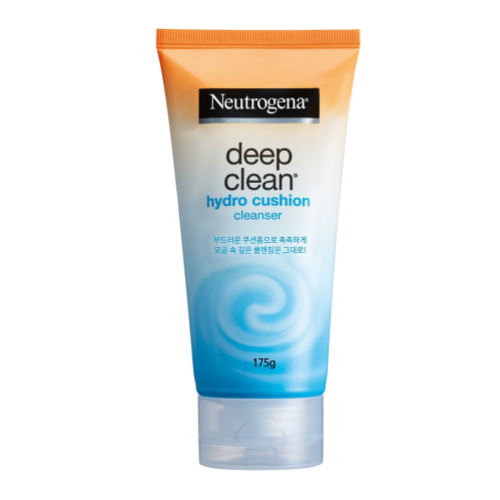 Neutrogena®
deep
clean®
hydro cushion
cleanser
부드러운 쿠션폼으로 촉촉하게
모공 속 깊은 클렌징은 그대로!
175g